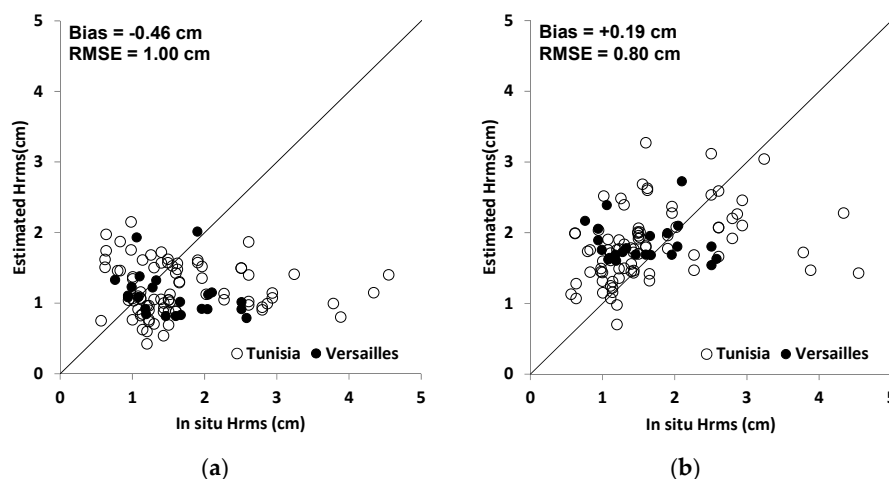 Bias = -0.46 cm
RMSE = 1.00 cm
5
4
3
2
1
0
Estimated Hrms(cm)
Tunisia Versailles
0 1 2 3 4 5
In situ Hrms (cm)
(a)
Bias = +0.19 cm
RMSE = 0.80 cm
5
4
3
2
1
0
Estimated Hrms(cm)
Tunisia Versailles
0 1 2 3 4 5
In situ Hrms (cm)
(b)